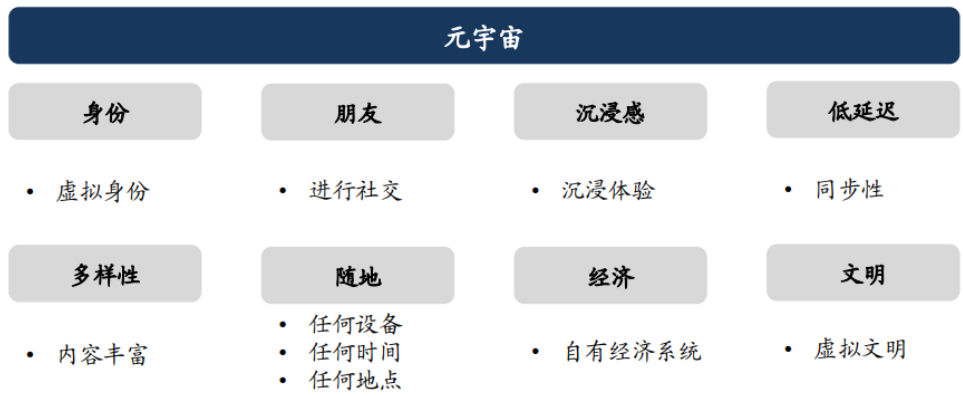 元宇宙
身份
朋友
沉浸感
低延迟
• 虚拟身份
• 进行社交
• 沉浸体验
• 同步性
多样性
随地
经济
文明
• 内容丰富
• 任何设备
• 任何时间
• 任何地点
• 自有经济系统
• 虚拟文明